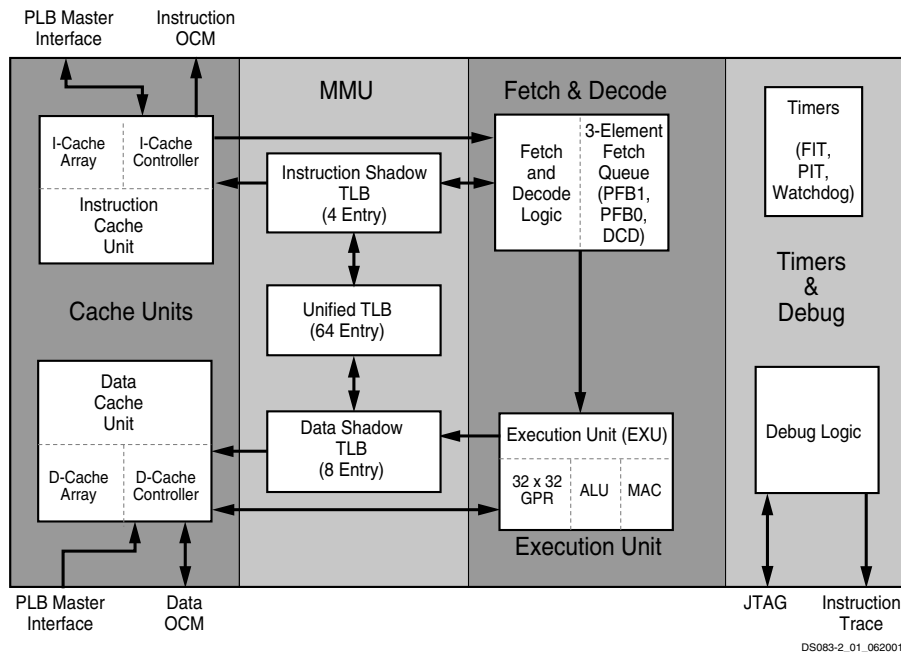 PLB Master
Interface
Instruction
OCM
MMU
Fetch & Decode
I-Cache
Array
I-Cache
Controller
Instruction
Cache
Unit
Instruction Shadow
TLB
(4 Entry)
Fetch
and
Decode
Logic
3-Element
Fetch
Queue
(PFB1,
PFB0,
DCD)
Timers
(FIT,
PIT,
Watchdog)
Cache Units
Unified TLB
(64 Entry)
Timers
&
Debug
Data
Cache
Unit
D-Cache
Array
D-Cache
Controller
Data Shadow
TLB
(8 Entry)
Execution Unit (EXU)
32 x 32
GPR
ALU
MAC
Execution Unit
Debug Logic
PLB Master
Interface
Data
OCM
JTAG
Instruction
Trace
DS083-2_01_062001